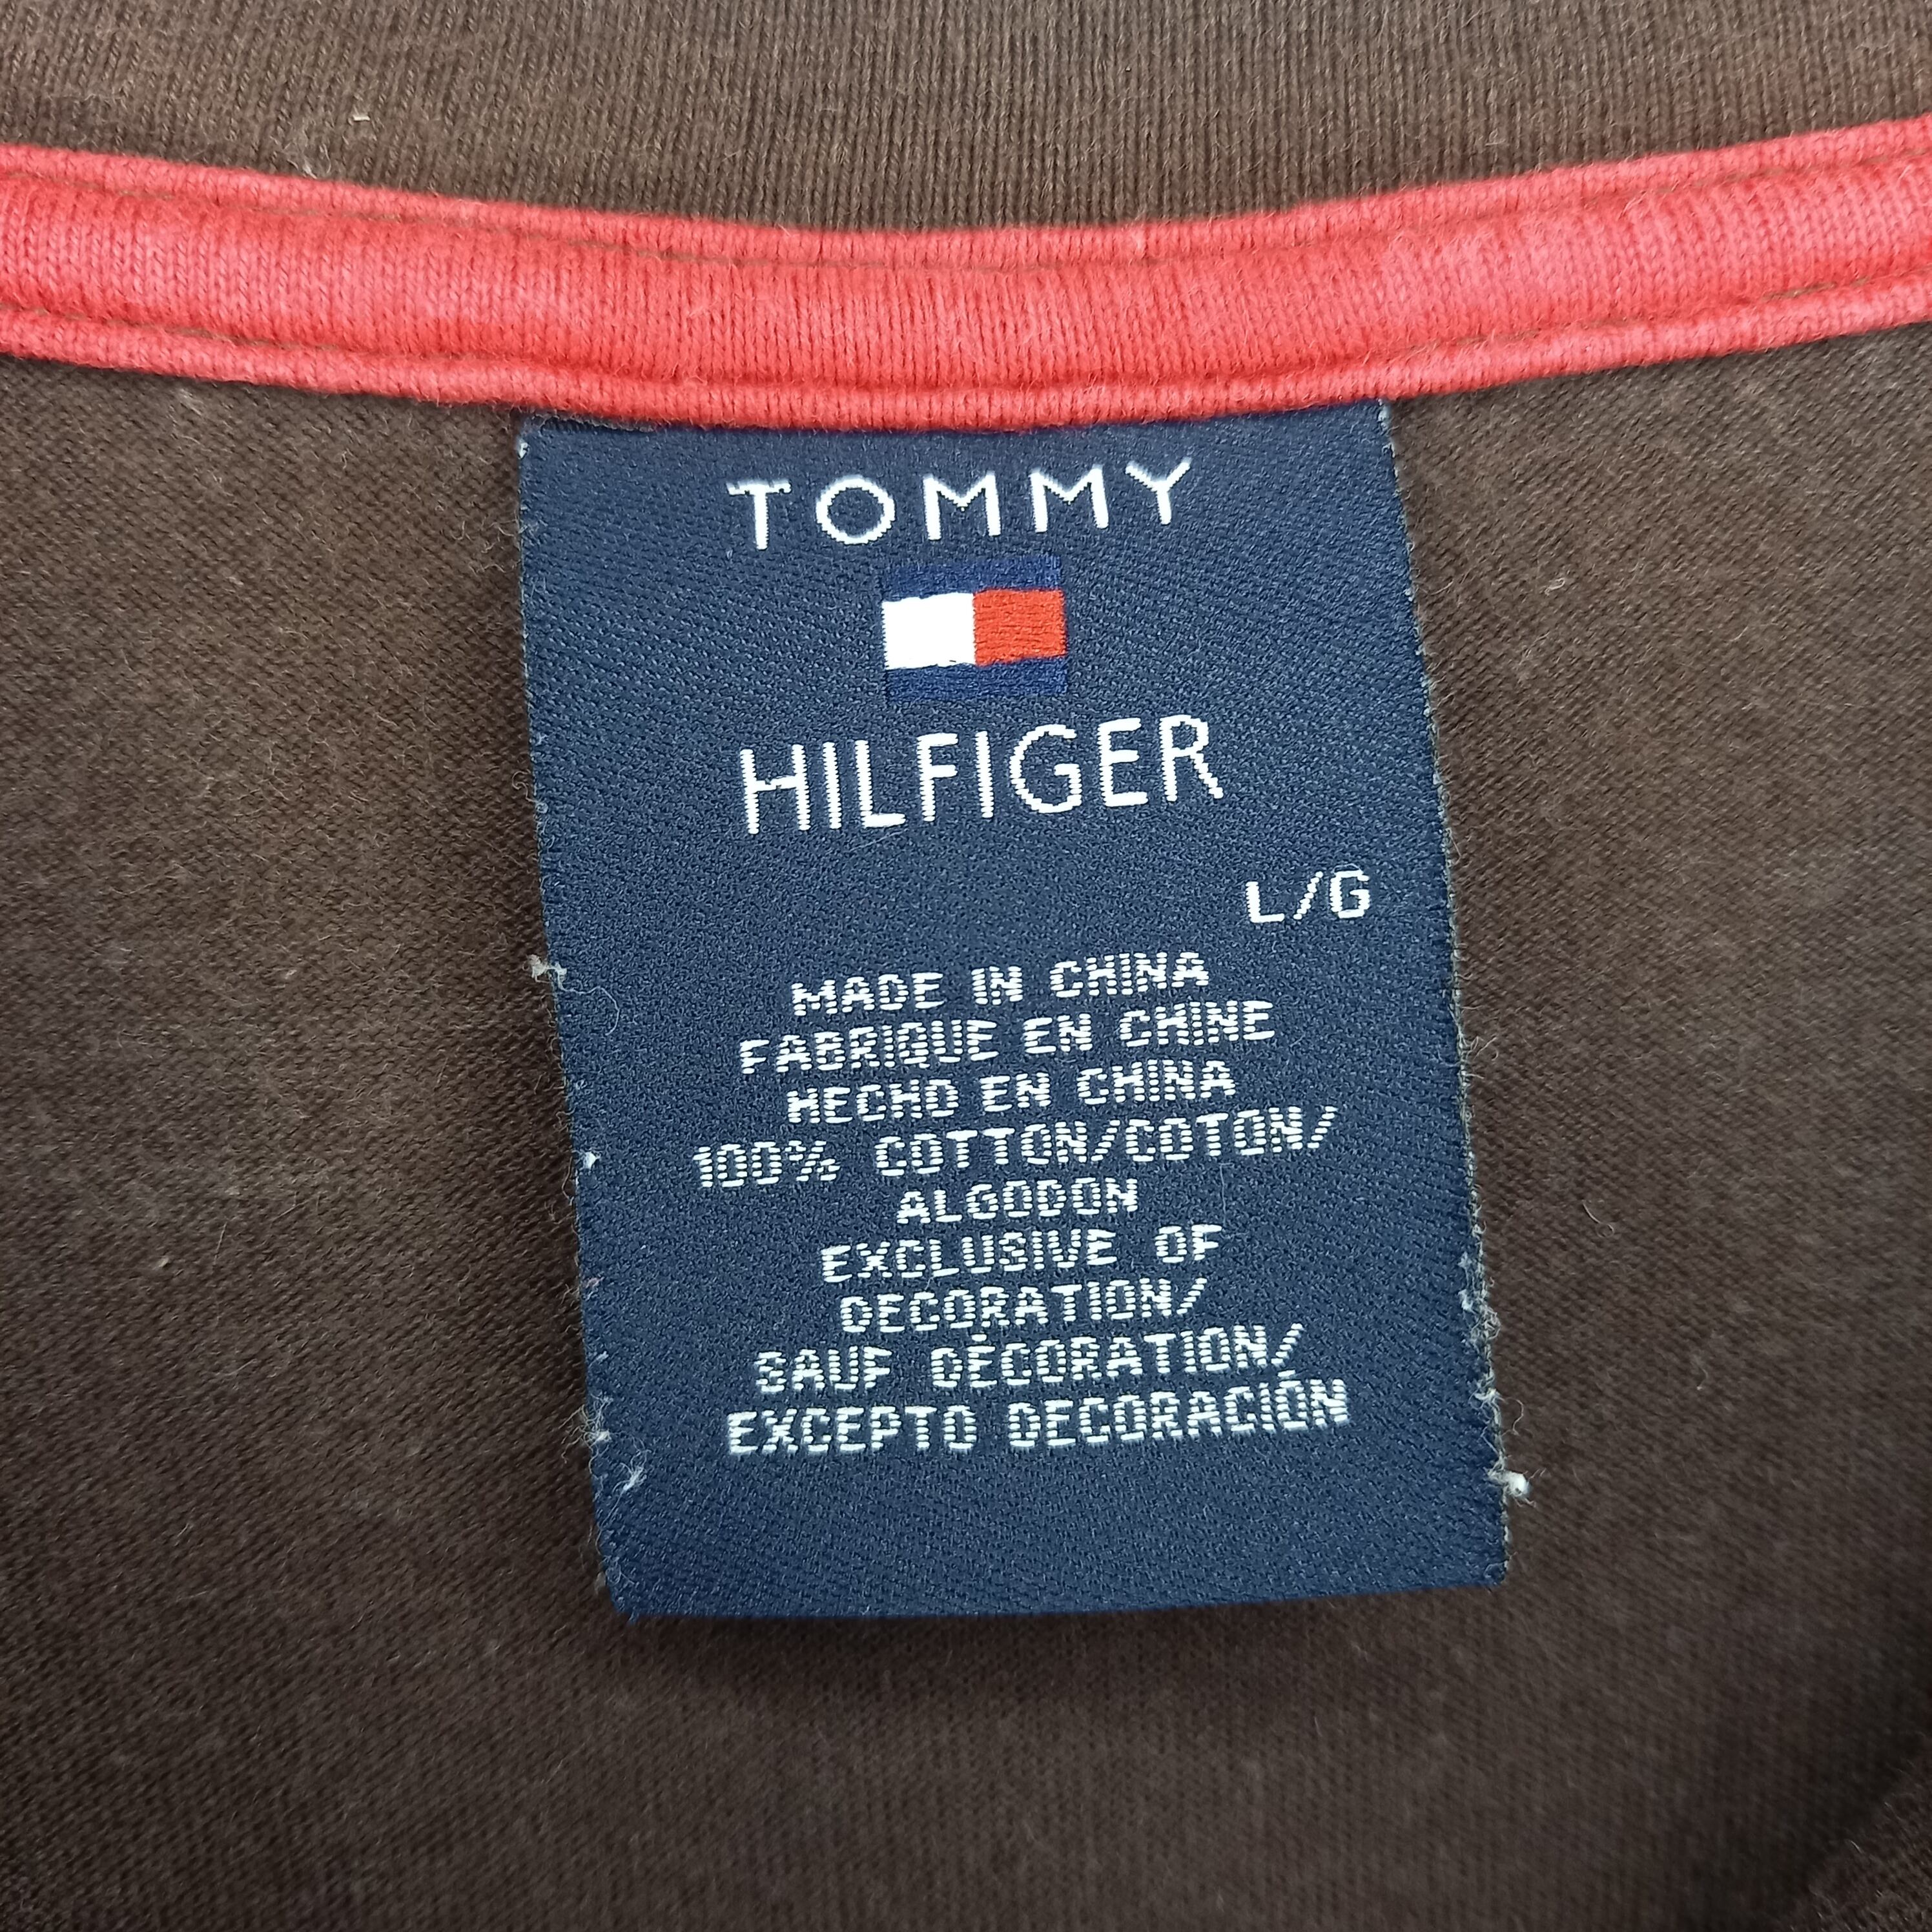 TOMMY
HILFIGER
L/G
MADE IN CHINA
FABRIQUE EN CHINE
HECHO EN CHINA
100% COTTON/COTON/
ALGODON
EXCLUSIVE OF
DECORATION/
SAUF DÉCORATION/
EXCEPTO DECORACIÓN